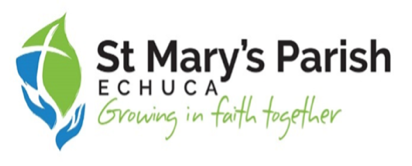 St Mary's Parish
ECHUCA
Growing in faith together